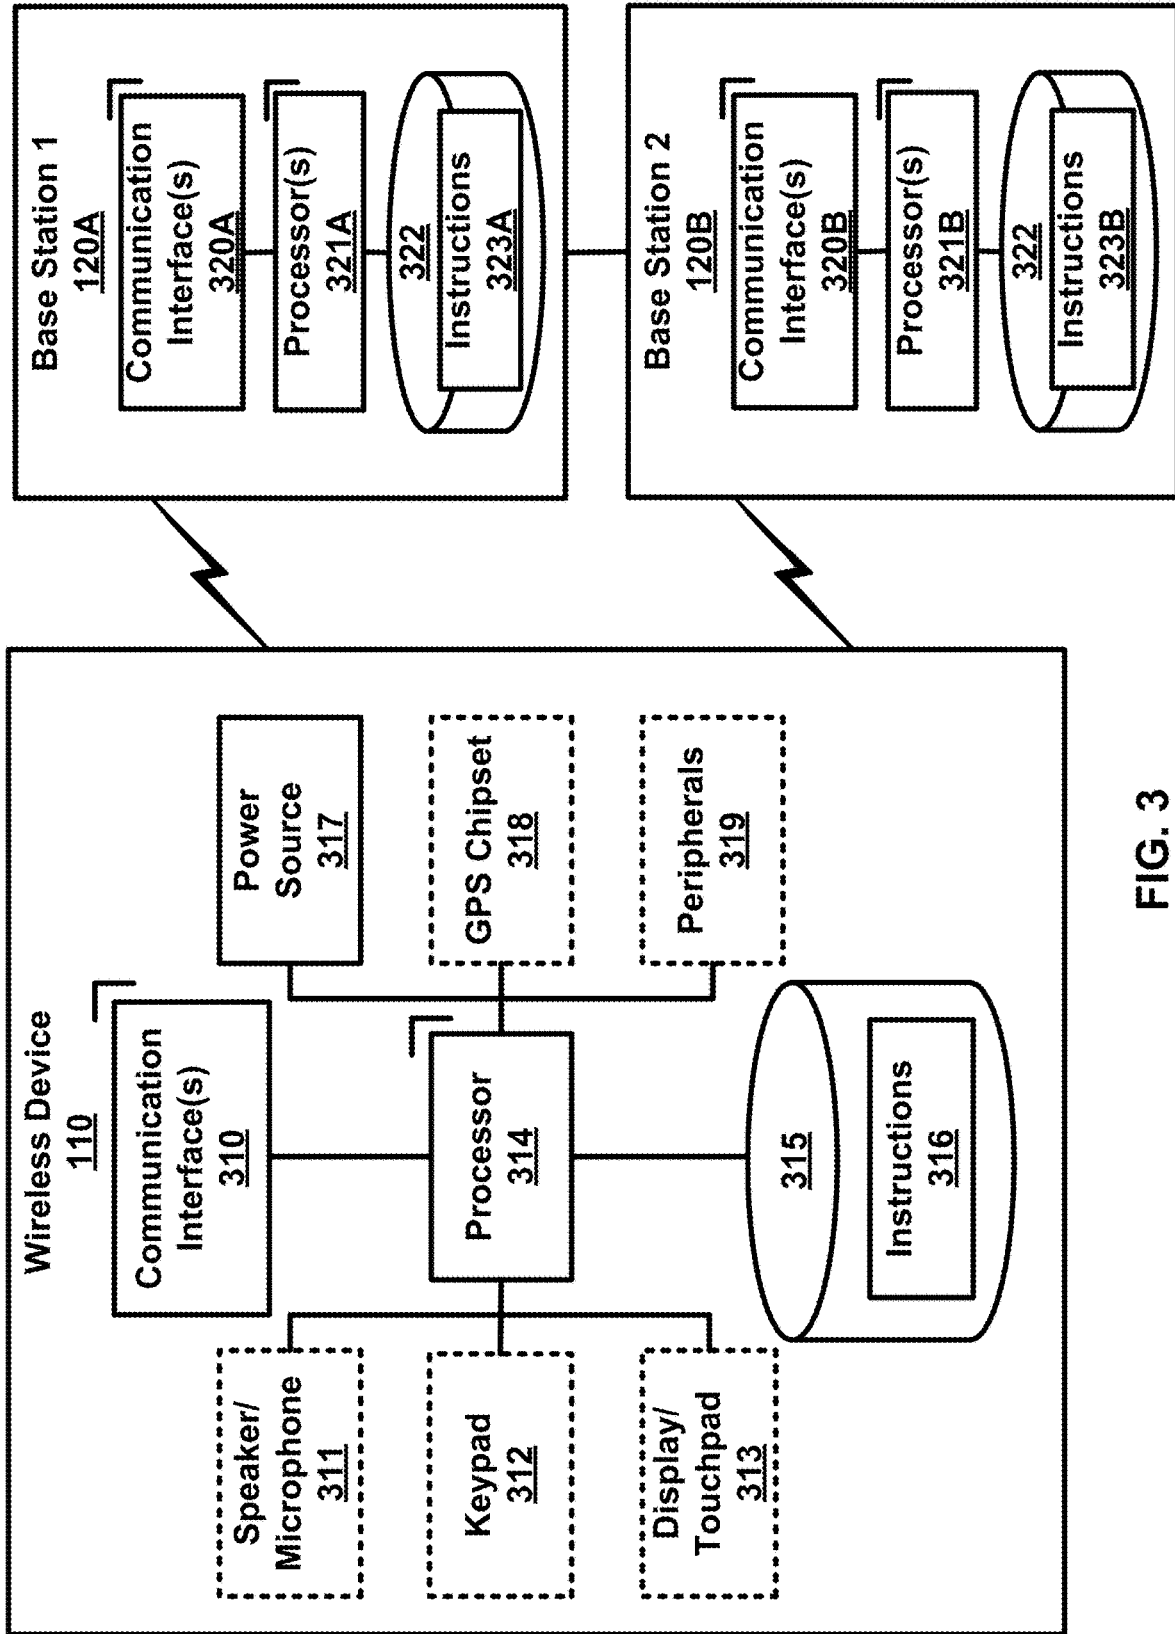 Wireless Device
110
Communication
Interface(s)
310
Speaker/
Microphone
311
Power
Source
317
Keypad
312
Processor
314
GPS Chipset
318
Display/
Touchpad
313
Peripherals
319
315
Instructions
316
Base Station 1
120A
Communication
Interface(s)
320A
Processor(s)
321A
322
Instructions
323A
Base Station 2
120B
Communication
Interface(s)
320B
Processor(s)
321B
322
Instructions
323B
FIG. 3